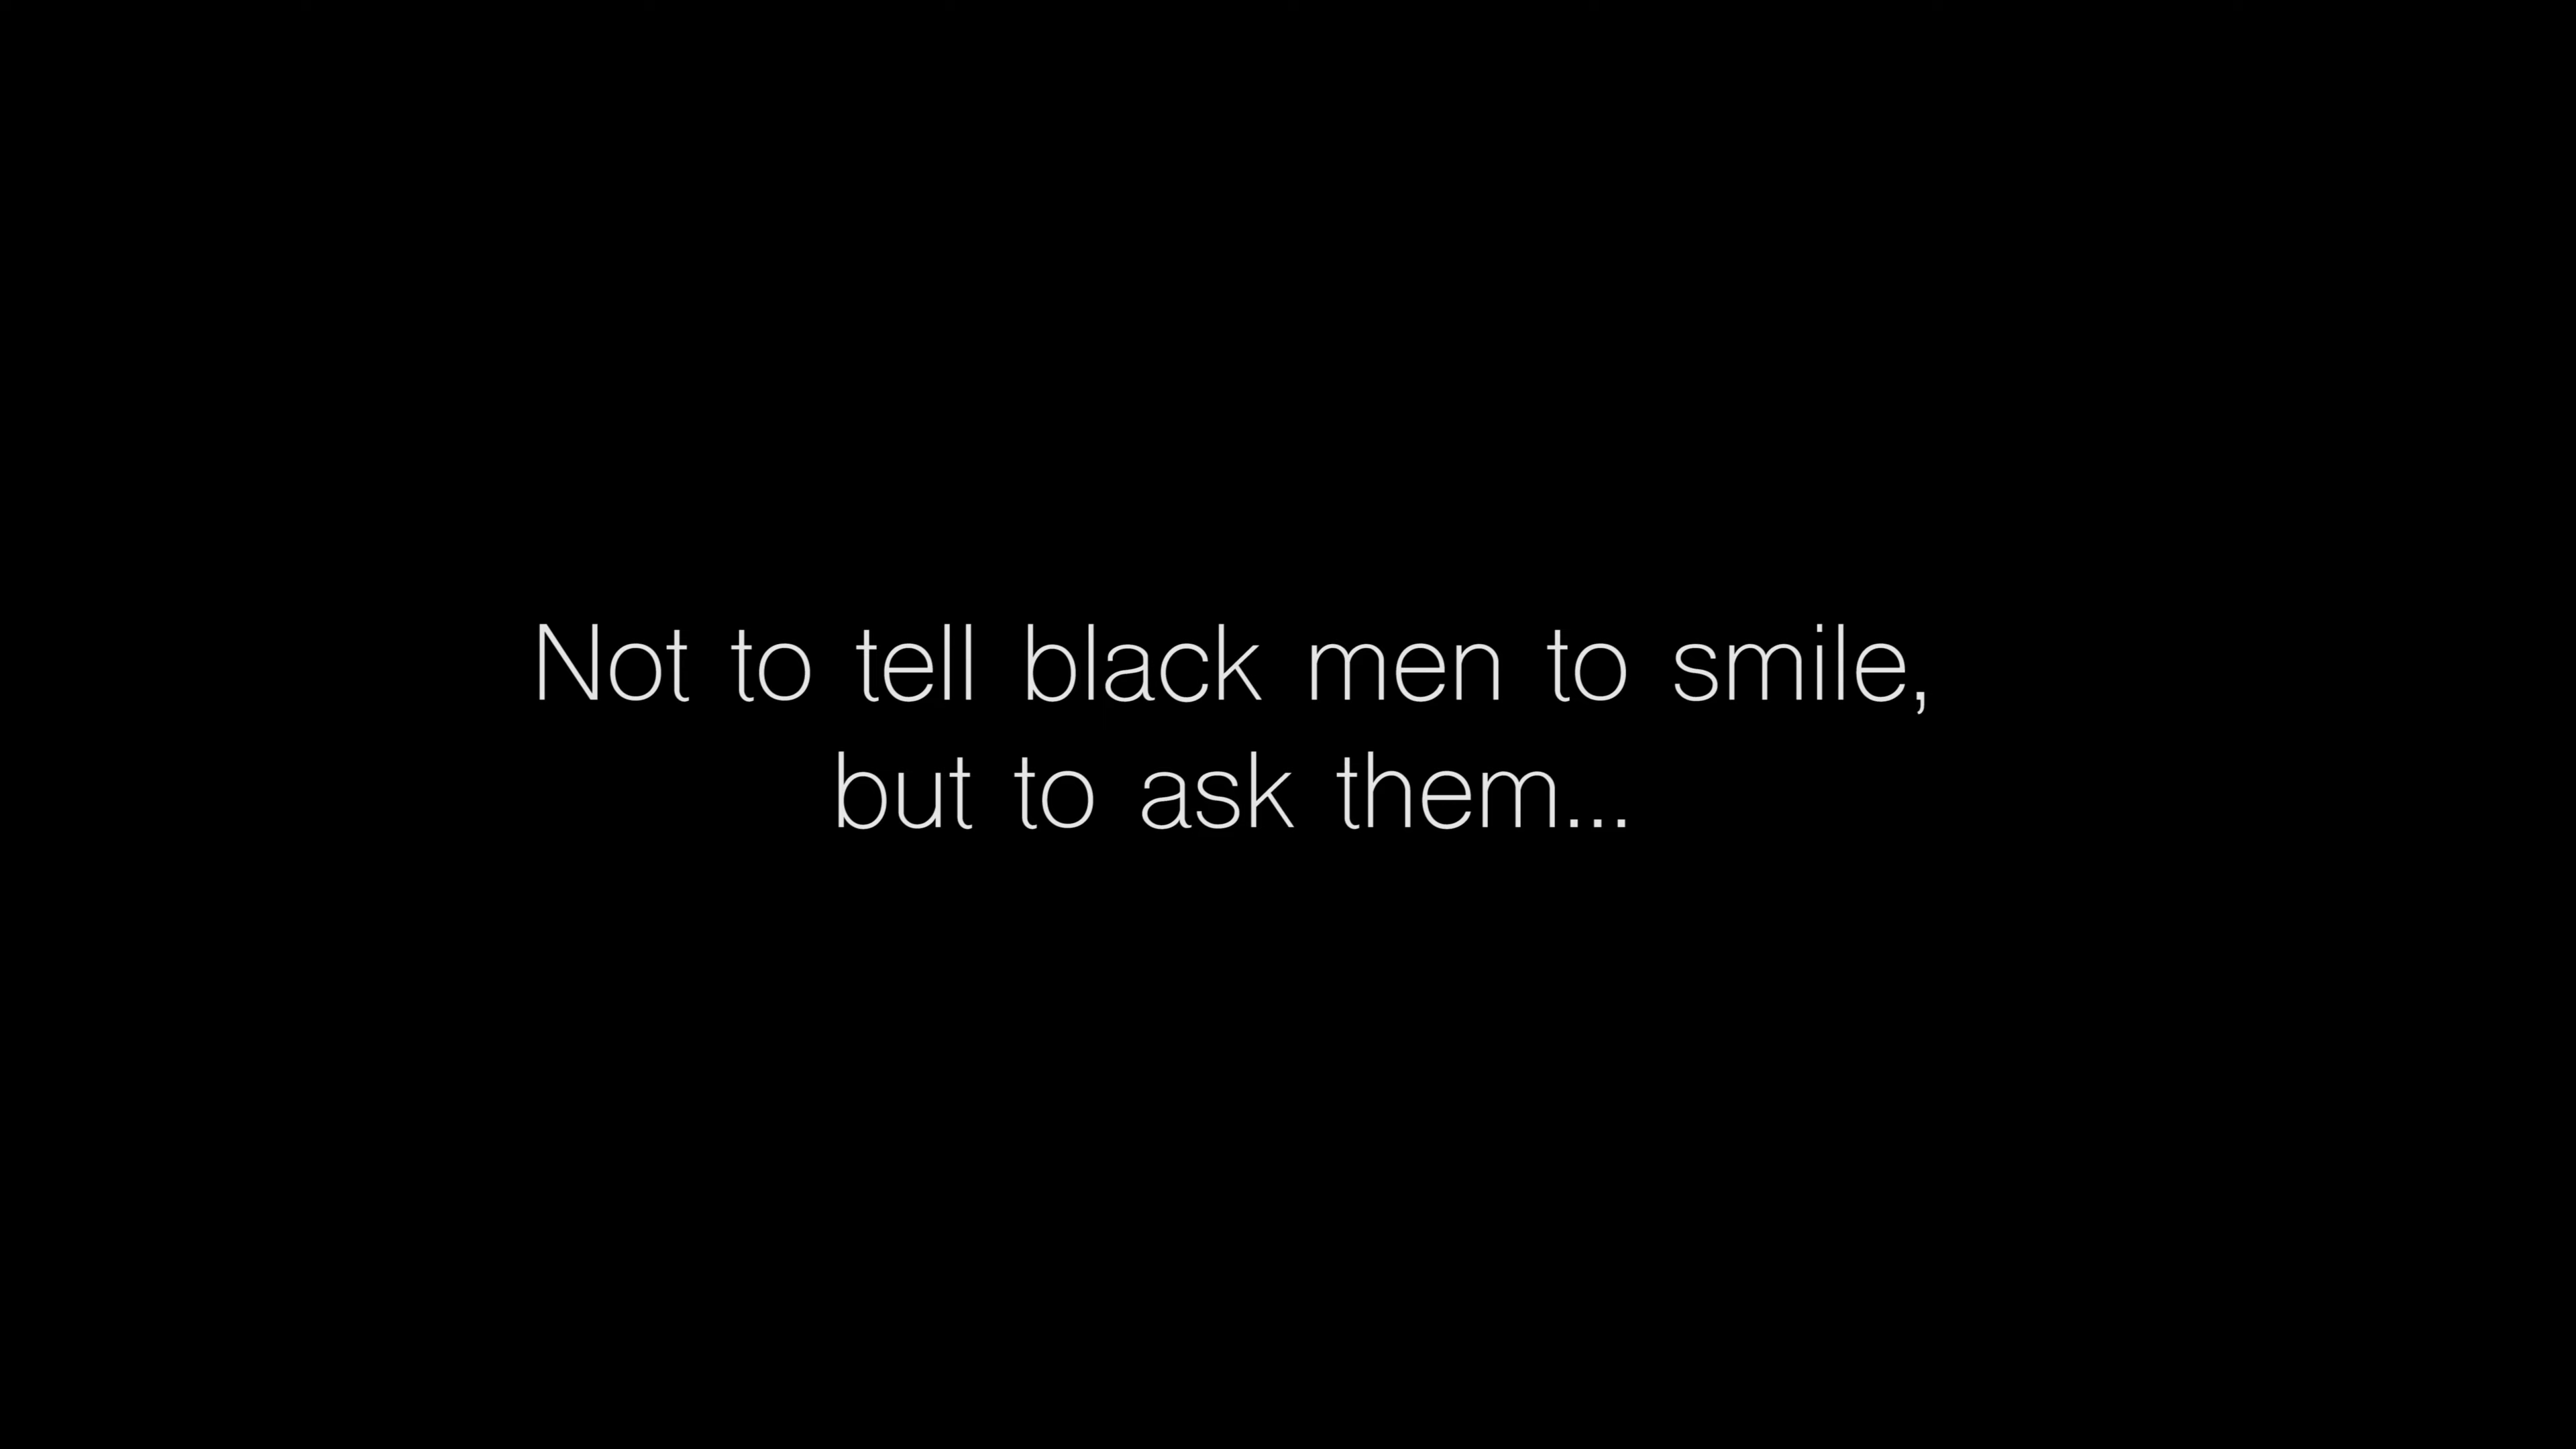 Not to tell black men to smile,
but to ask them...